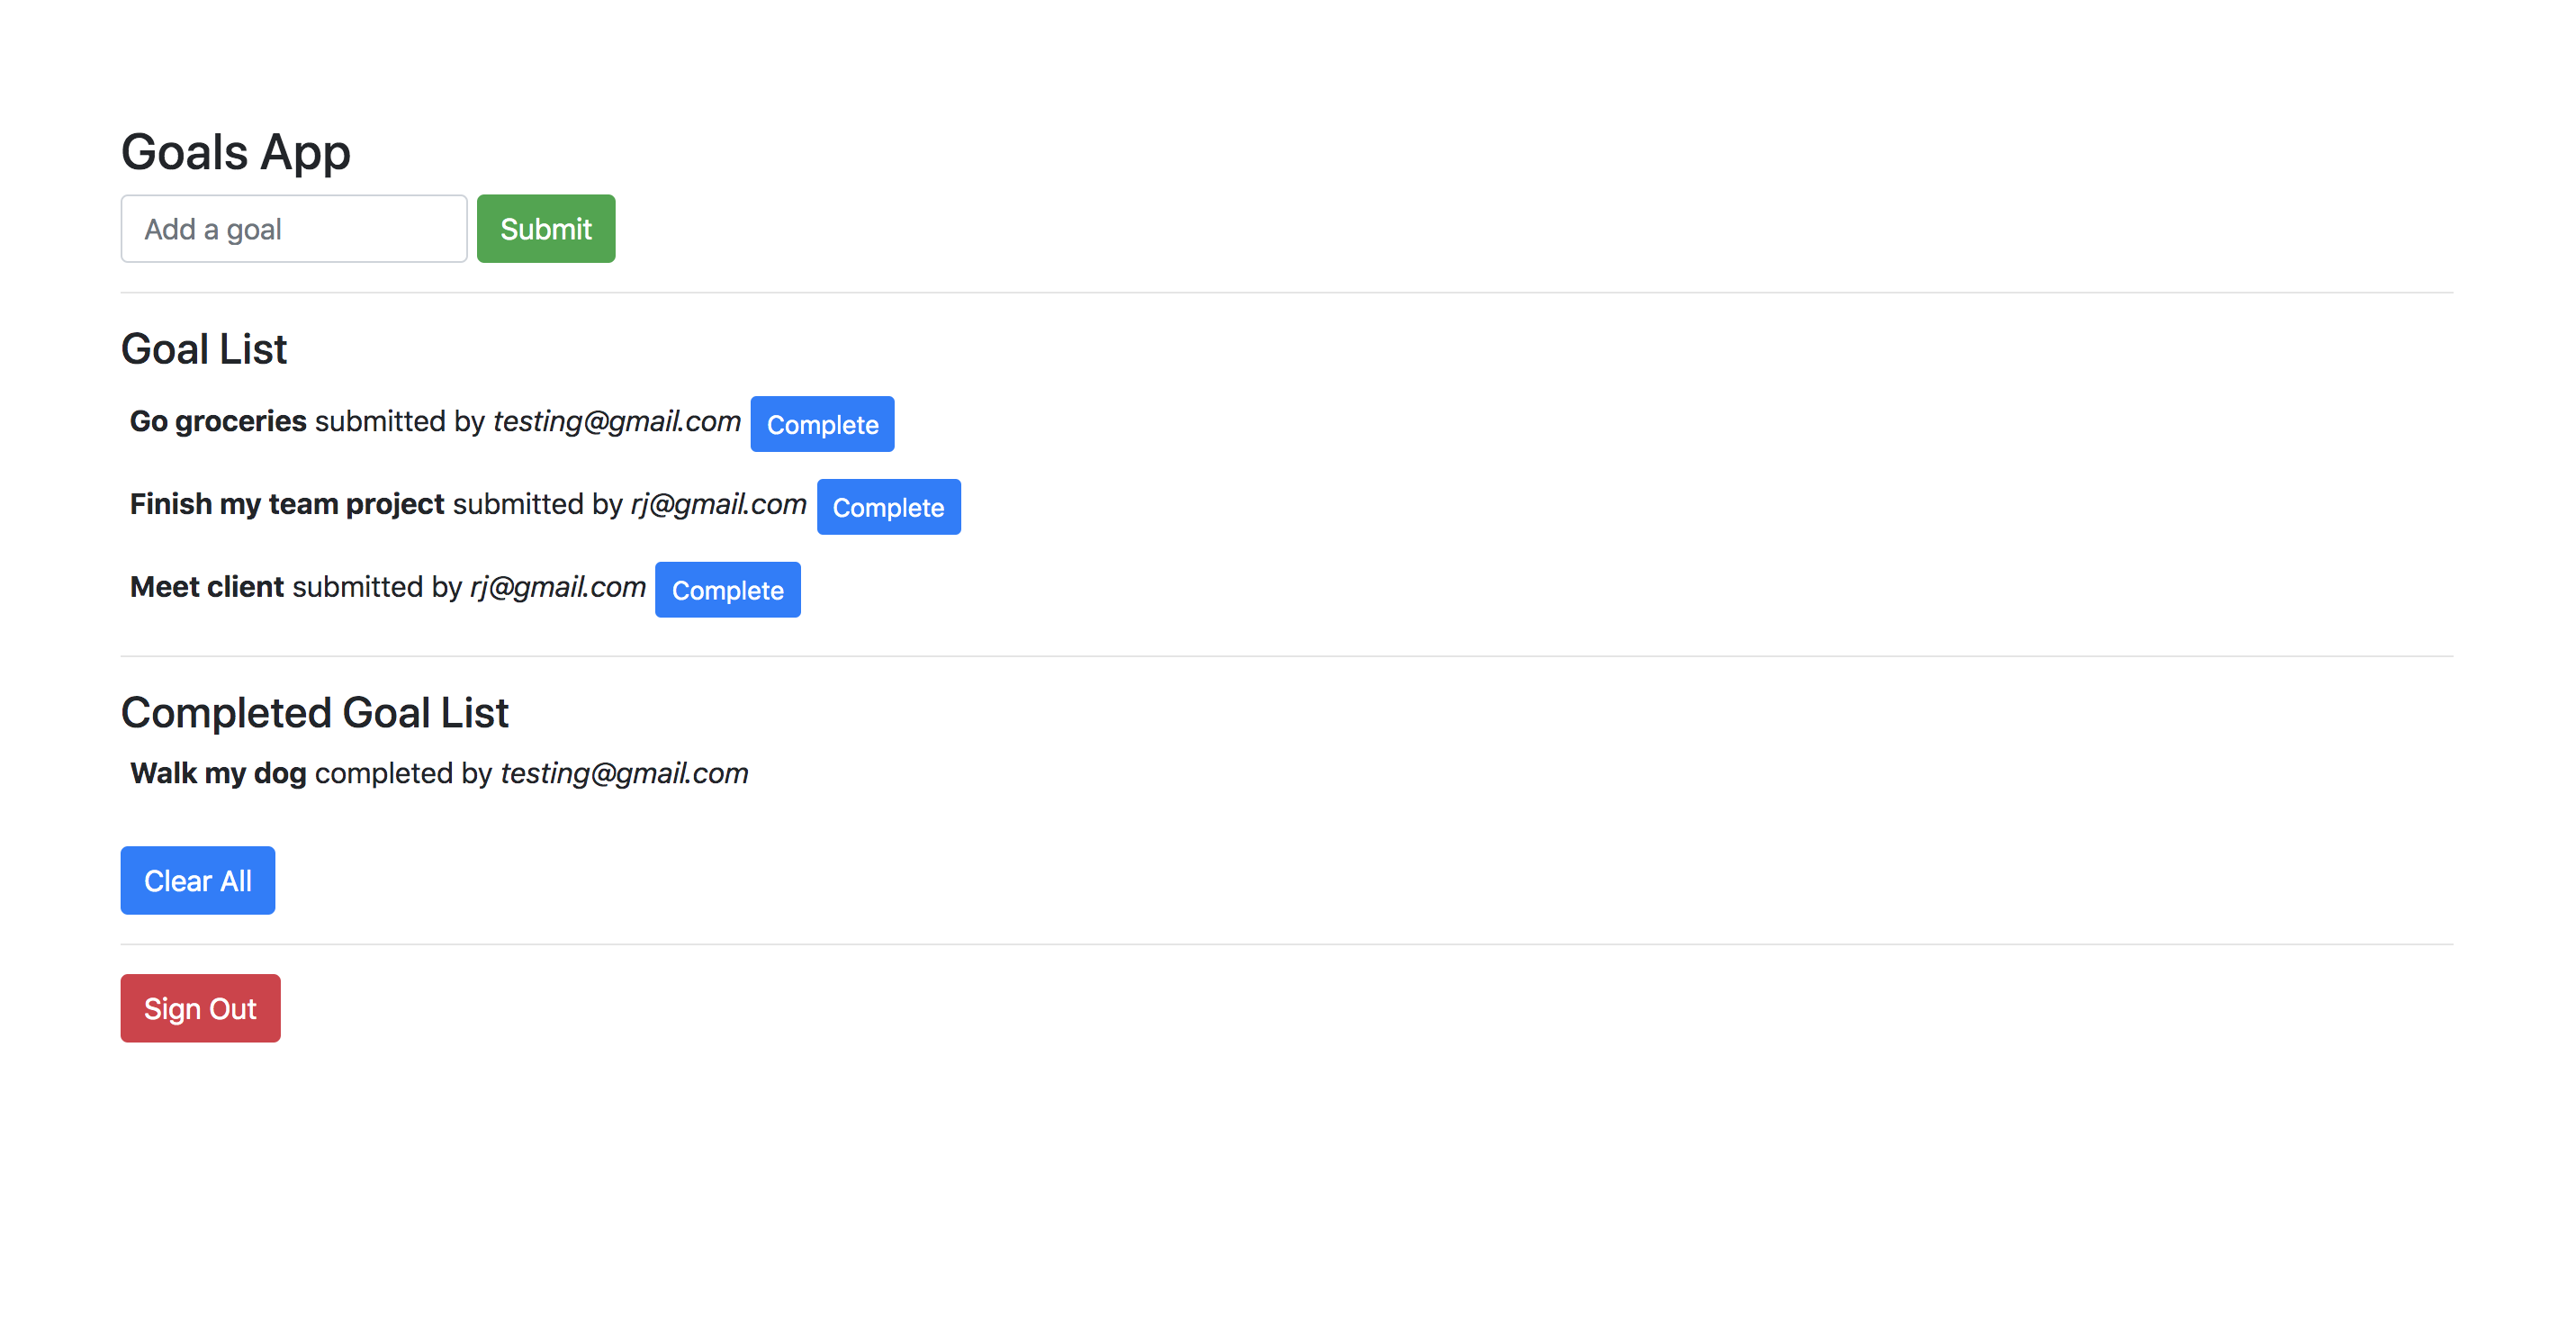 Goals App
Add a goal Submit
Goal List
Go groceries submitted by testing@gmail.com Complete
Finish my team project submitted by rj@gmail.com Complete
Meet client submitted by rj@gmail.com Complete
Completed Goal List
Walk my dog completed by testing@gmail.com
Clear All
Sign Out